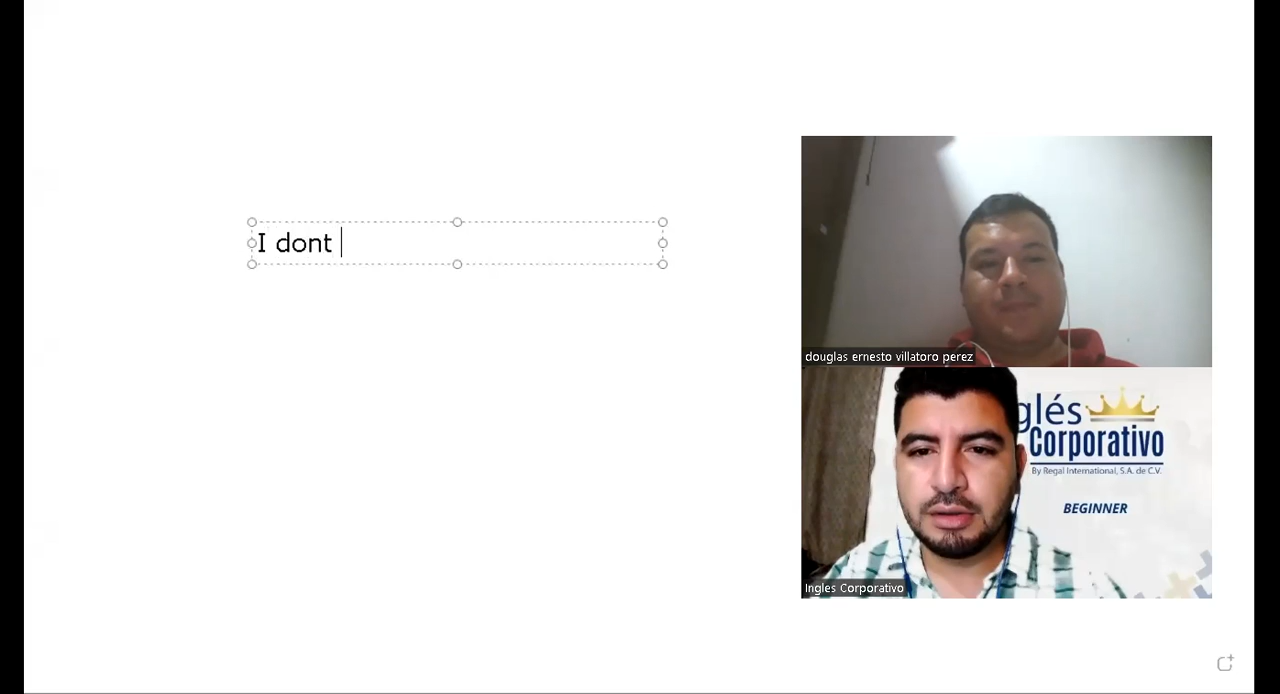 I dont
douglas ernesto villatoro perez
glés
Corporativo
By Regal International, S.A. de C.V.
BEGINNER
Ingles Corporativo